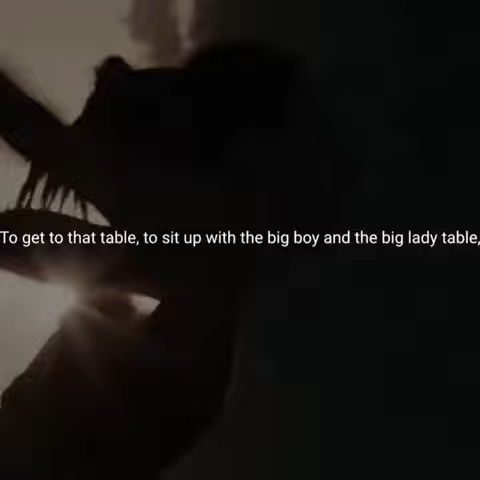 To get to that table, to sit up with the big boy and the big lady table,